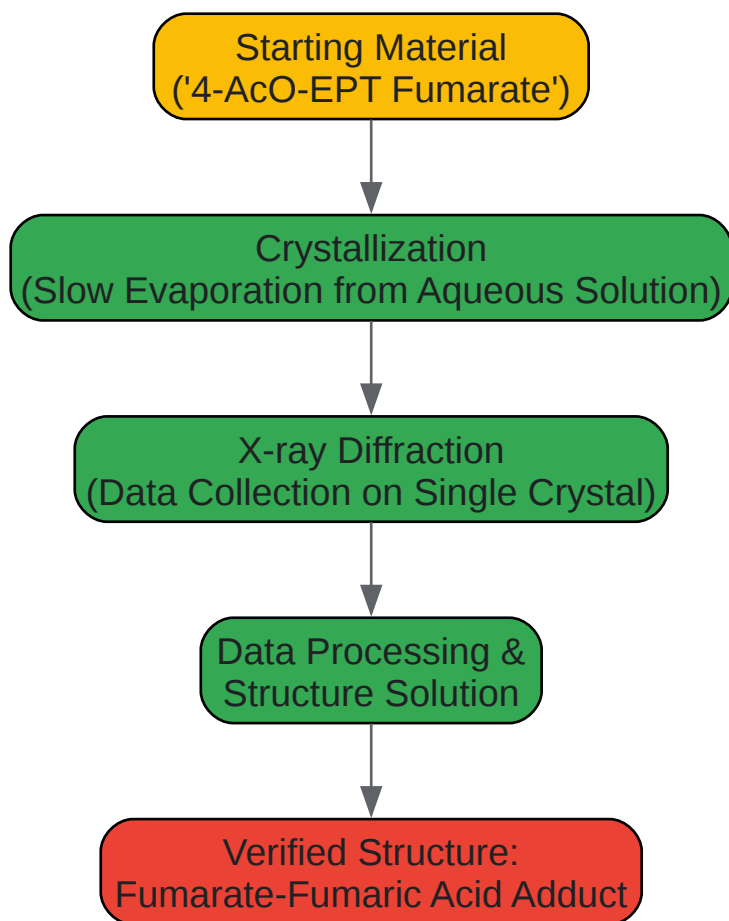 Starting Material
('4-AcO-EPT Fumarate')
Crystallization
(Slow Evaporation from Aqueous Solution)
X-ray Diffraction
(Data Collection on Single Crystal)
Data Processing &
Structure Solution
Verified Structure:
Fumarate-Fumaric Acid Adduct